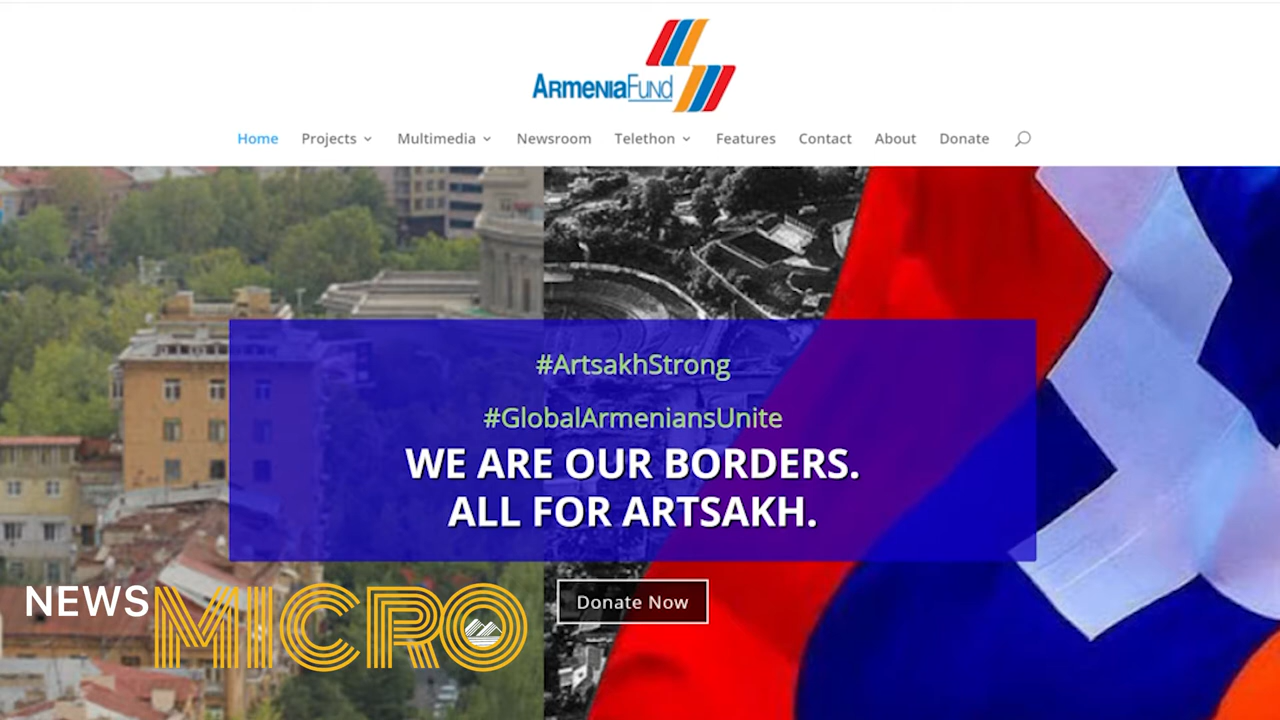 ARMENIAFUND
Home Projects Multimedia Newsroom Telethon Features Contact About Donate
#ArtsakhStrong
#GlobalArmeniansUnite
WE ARE OUR BORDERS.
ALL FOR ARTSAKH.
Donate Now
NEWS MICRO